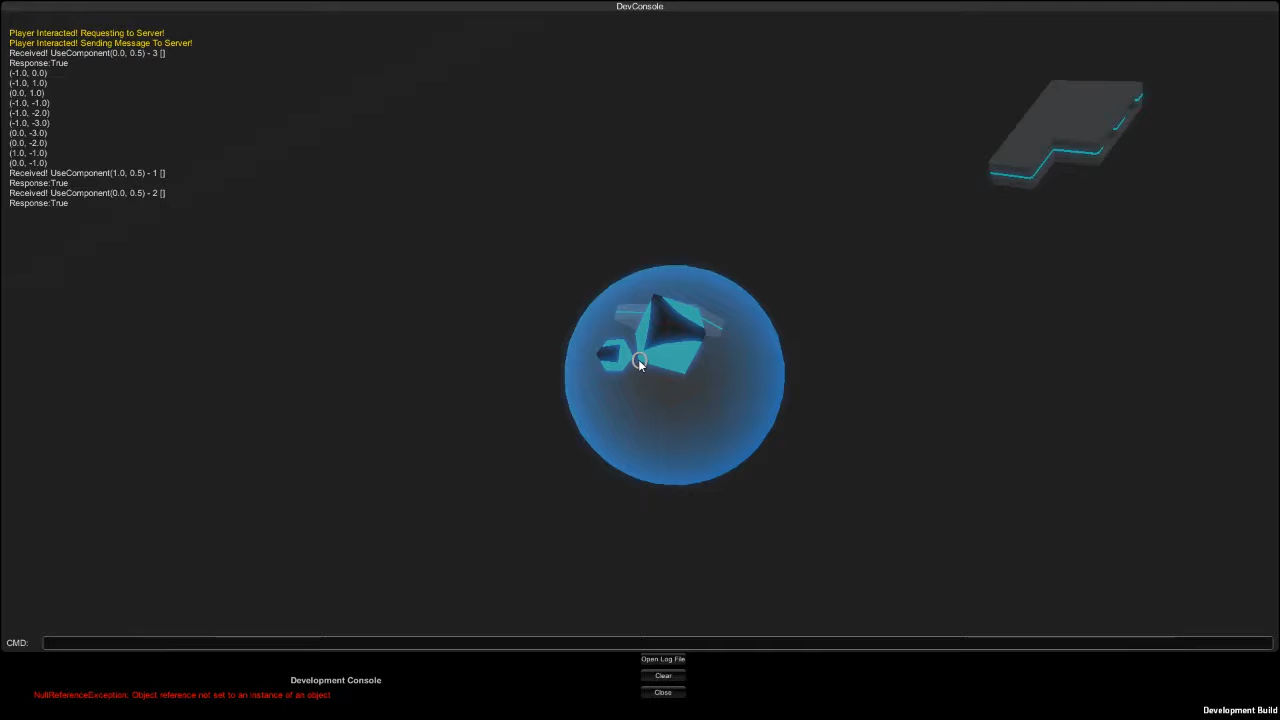 DevConsole
Player Interacted! Requesting to Server!
Player Interacted! Sending Message To Server!
Received! UseComponent(0.0, 0.5) - 3 []
Response:True
(-1.0, 0.0)
(-1.0, 1.0)
(0.0, 1.0)
(-1.0, -1.0)
(-1.0, -2.0)
(-1.0, -3.0)
(0.0, -3.0)
(0.0, -2.0)
(1.0, -1.0)
(0.0, -1.0)
Received! UseComponent(1.0, 0.5) - 1 []
Response:True
Received! UseComponent(0.0, 0.5) - 2 []
Response:True
CMD:
Open Log File
Development Console
Clear
Close
NullReferenceException: Object reference not set to an instance of an object
Development Build